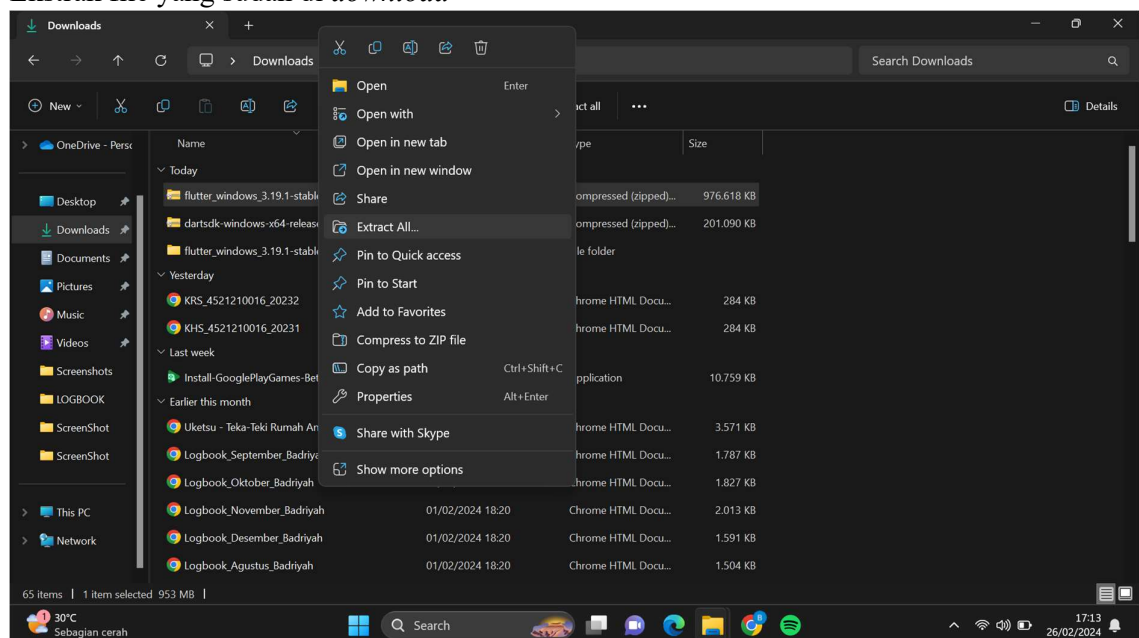 Ekstrak file yang sudah di download
Downloads
Downloads
Search Downloads
New
act all
Details
OneDrive - Perso
Desktop
Downloads
Documents
Pictures
Music
Videos
Screenshots
LOGBOOK
ScreenShot
ScreenShot
This PC
Network
Name
ype
Size
Today
flutter_windows_3.19.1-stable
ompressed (zipped)...
976.618 KB
dartsdk-windows-x64-release
ompressed (zipped)...
201.090 KB
flutter_windows_3.19.1-stable
le folder
Yesterday
KRS_4521210016_20232
hrome HTML Docu...
284 KB
KHS_4521210016_20231
hrome HTML Docu...
284 KB
Last week
Install-GooglePlayGames-Bet
pplication
10.759 KB
Earlier this month
Uketsu - Teka-Teki Rumah An
hrome HTML Docu...
3.571 KB
Logbook_September_Badriya
hrome HTML Docu...
1.787 KB
Logbook_Oktober_Badriyah
hrome HTML Docu...
1.827 KB
Logbook_November_Badriyah
01/02/2024 18:20
Chrome HTML Docu...
2.013 KB
Logbook_Desember_Badriyah
01/02/2024 18:20
Chrome HTML Docu...
1.591 KB
Logbook_Agustus_Badriyah
01/02/2024 18:20
Chrome HTML Docu...
1.504 KB
Open Enter
Open with
Open in new tab
Open in new window
Share
Extract All...
Pin to Quick access
Pin to Start
Add to Favorites
Compress to ZIP file
Copy as path Ctrl+Shift+C
Properties Alt+Enter
Share with Skype
Show more options
65 items 1 item selected 953 MB
1
30°C
Sebagian cerah
Search
17:13
26/02/2024